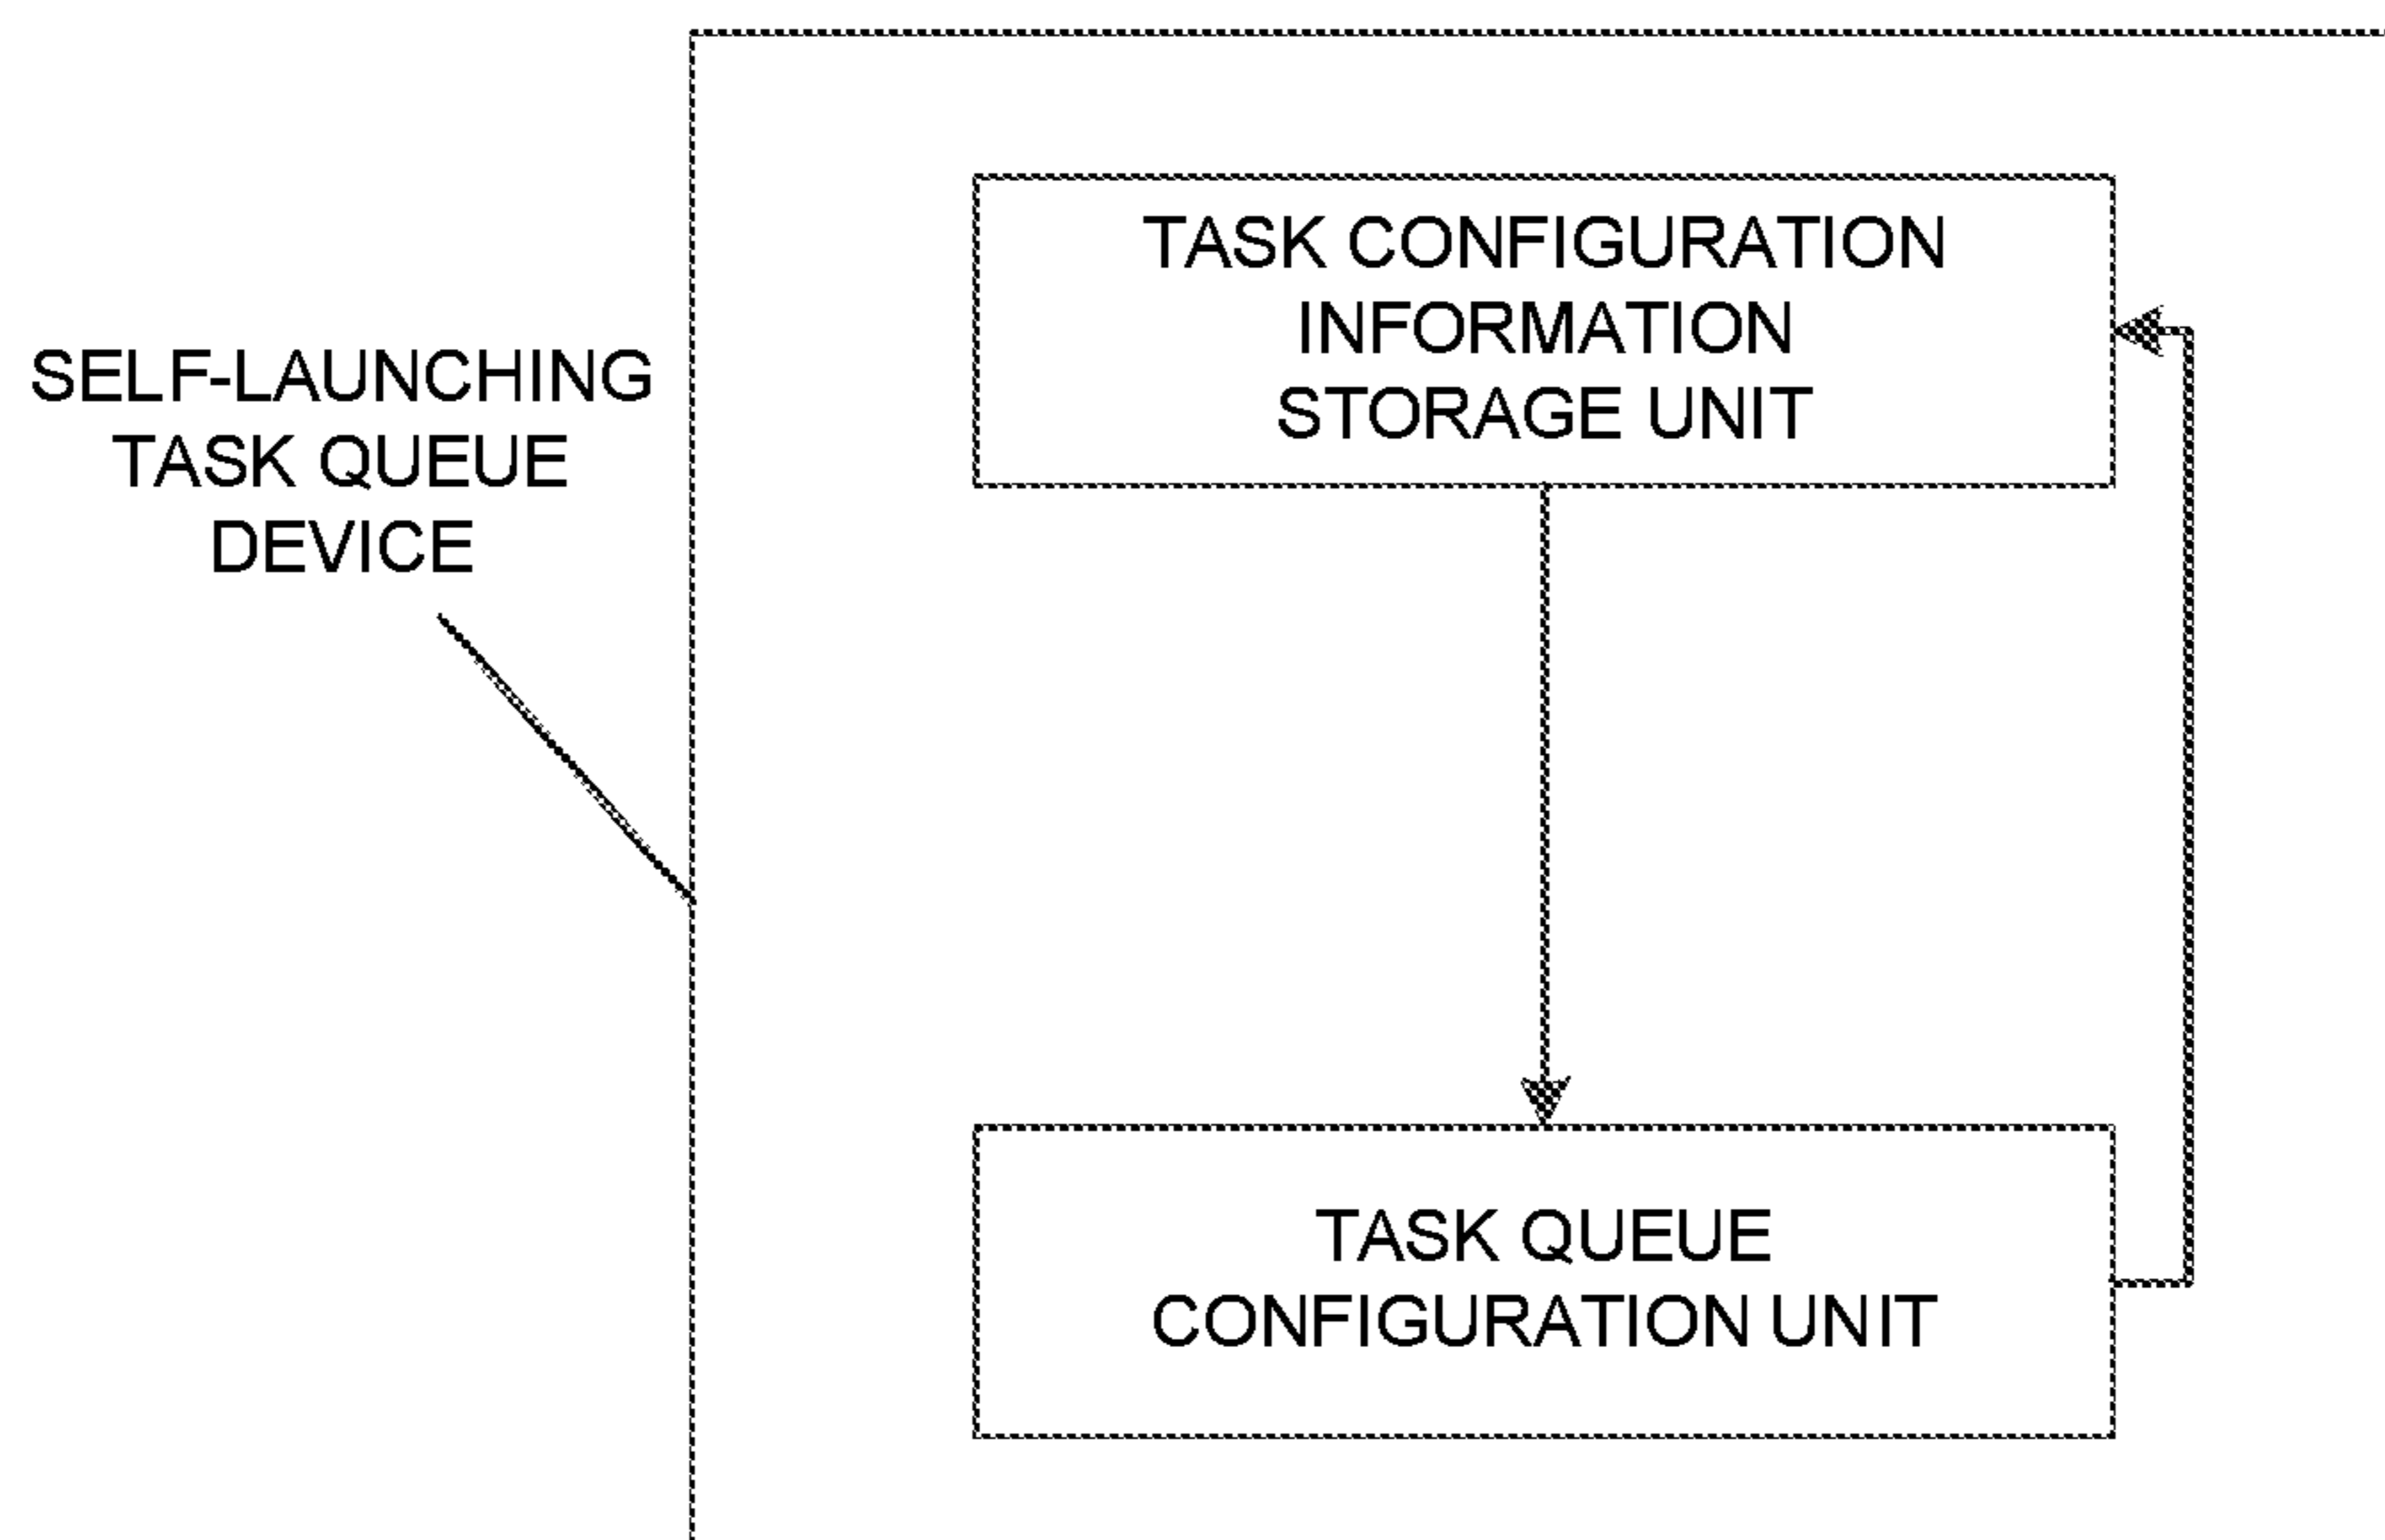 SELF-LAUNCHING
TASK QUEUE
DEVICE
TASK CONFIGURATION
INFORMATION
STORAGE UNIT
TASK QUEUE
CONFIGURATION UNIT